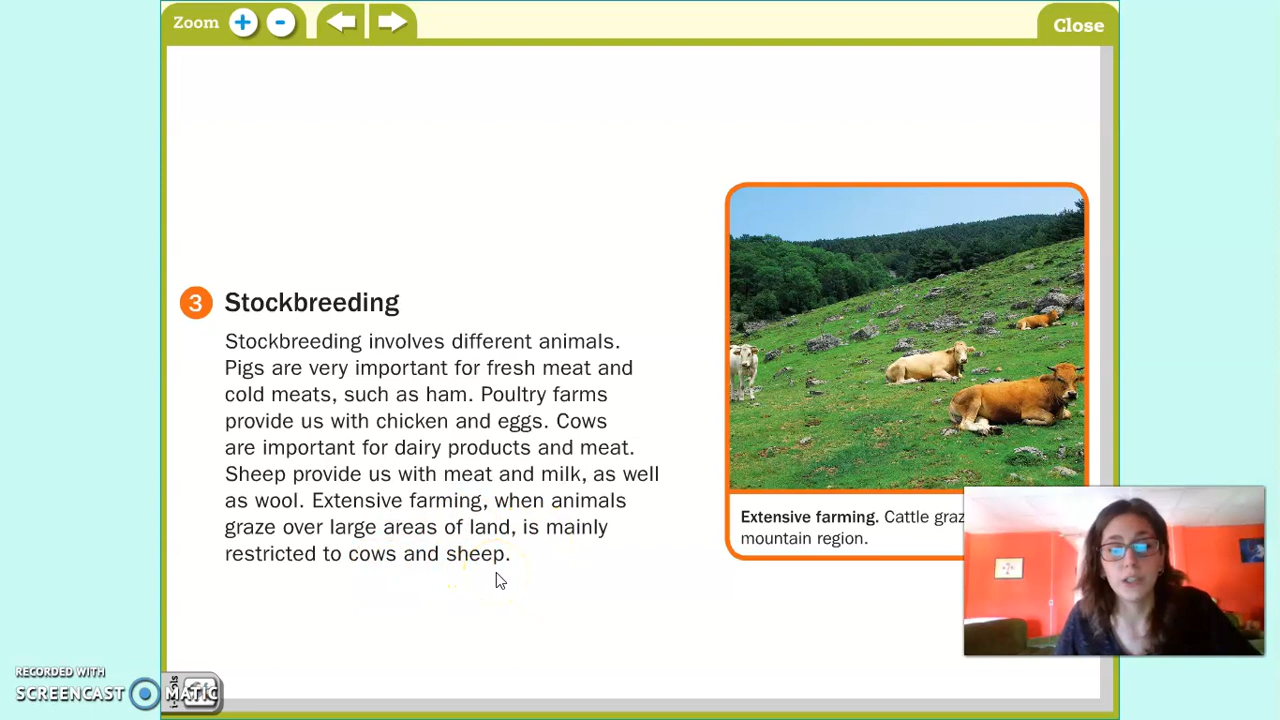 Zoom + -
Close
3 Stockbreeding
Stockbreeding involves different animals.
Pigs are very important for fresh meat and
cold meats, such as ham. Poultry farms
provide us with chicken and eggs. Cows
are important for dairy products and meat.
Sheep provide us with meat and milk, as well
as wool. Extensive farming, when animals
graze over large areas of land, is mainly
restricted to cows and sheep.
Extensive farming. Cattle graz
mountain region.
RECORDED WITH
SCREENCAST MATIC